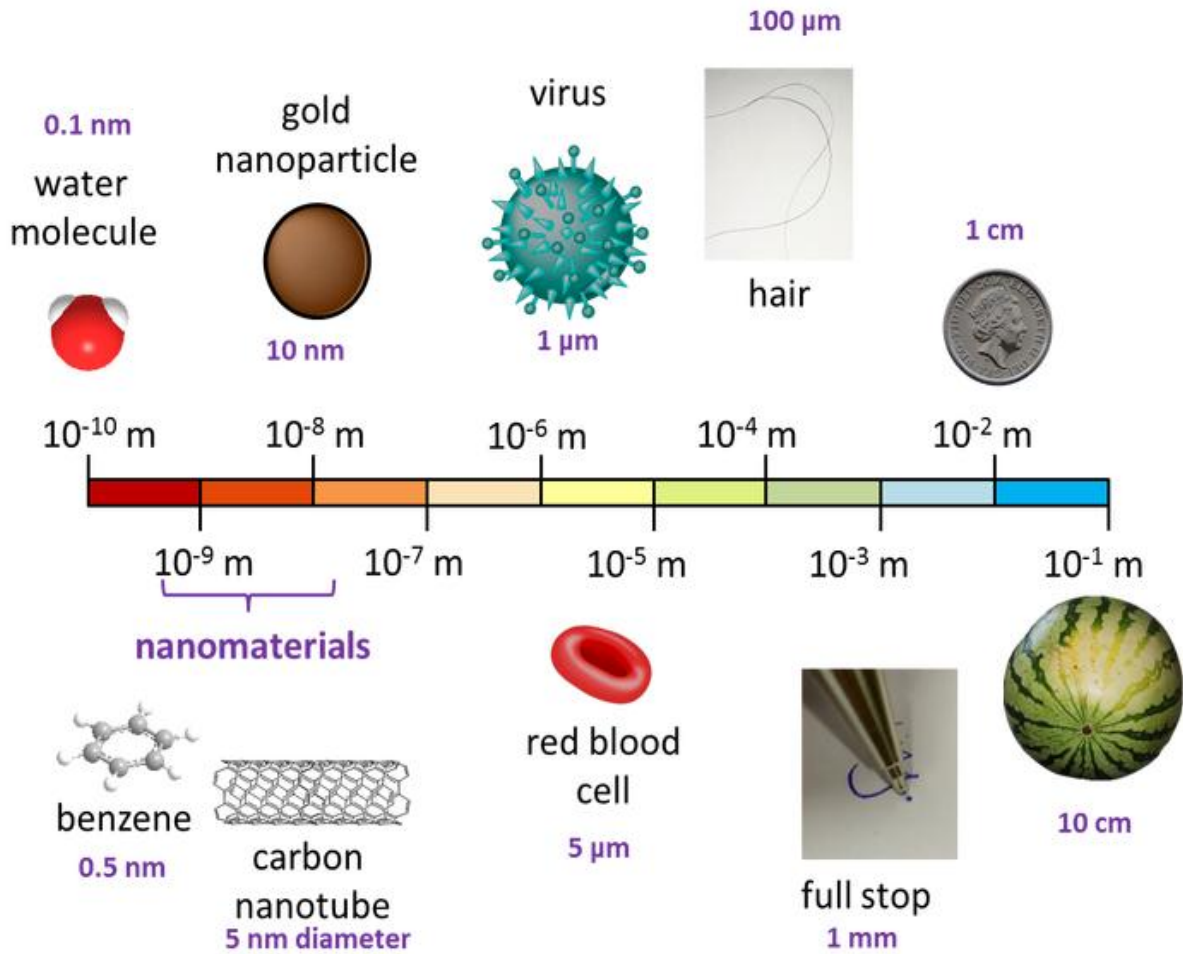 100 µm
0.1 nm
water
molecule
gold
nanoparticle
10 nm
virus
1 µm
hair
1 cm
10⁻¹⁰ m
10⁻⁸ m
10⁻⁶ m
10⁻⁴ m
10⁻² m
10⁻⁹ m
10⁻⁷ m
10⁻⁵ m
10⁻³ m
10⁻¹ m
nanomaterials
benzene
0.5 nm
carbon
nanotube
5 nm diameter
red blood
cell
5 µm
full stop
1 mm
10 cm